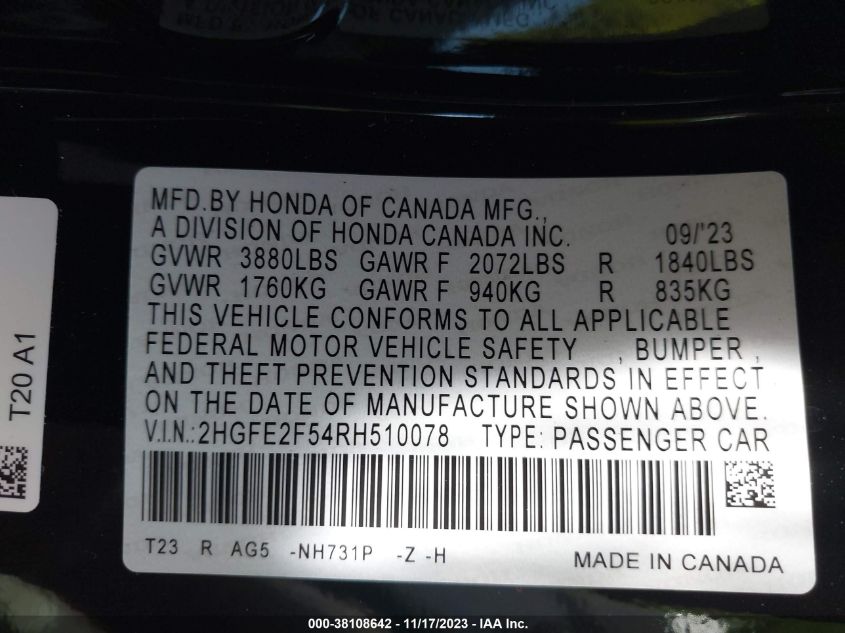 MFD.BY HONDA OF CANADA MFG.,
A DIVISION OF HONDA CANADA INC. 09/'23
GVWR 3880LBS GAWR F 2072LBS R 1840LBS
GVWR 1760KG GAWR F 940KG R 835KG
THIS VEHICLE CONFORMS TO ALL APPLICABLE
FEDERAL MOTOR VEHICLE SAFETY , BUMPER ,
AND THEFT PREVENTION STANDARDS IN EFFECT
ON THE DATE OF MANUFACTURE SHOWN ABOVE.
V.I.N.:2HGFE2F54RH510078 TYPE: PASSENGER CAR
T23 R AG5 -NH731P -Z -H MADE IN CANADA
T20 A1
000-38108642 - 11/17/2023 - IAA Inc.